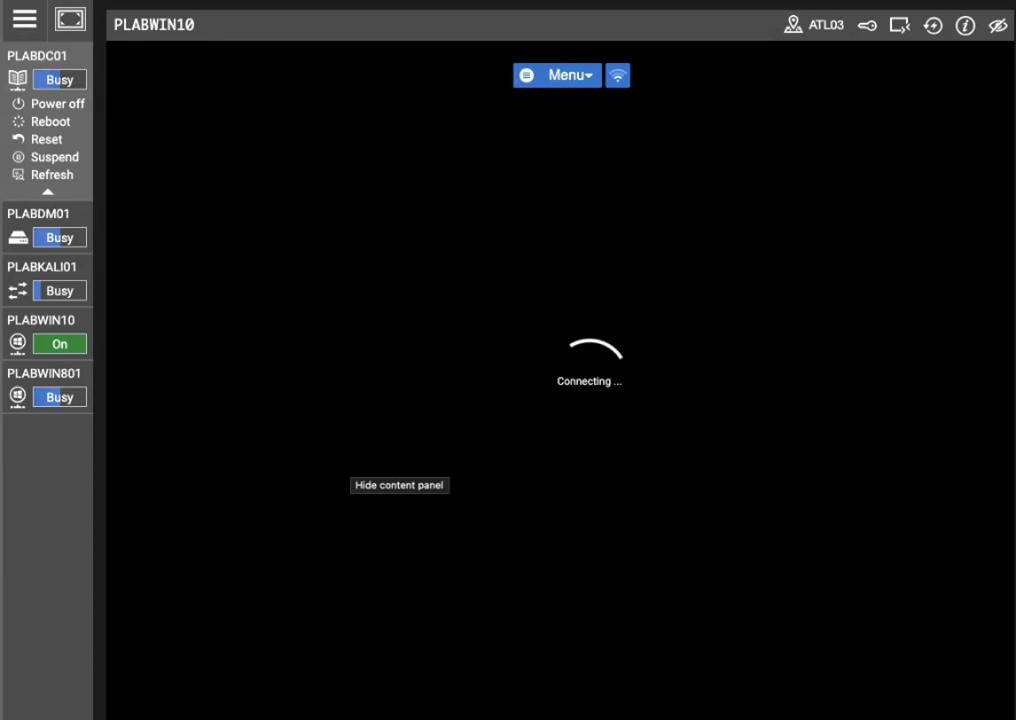 PLABWIN10
ATL03
Menu
PLABDC01
Busy
Power off
Reboot
Reset
Suspend
Refresh
PLABDM01
Busy
PLABKALI01
Busy
PLABWIN10
On
PLABWIN801
Busy
Connecting ...
Hide content panel